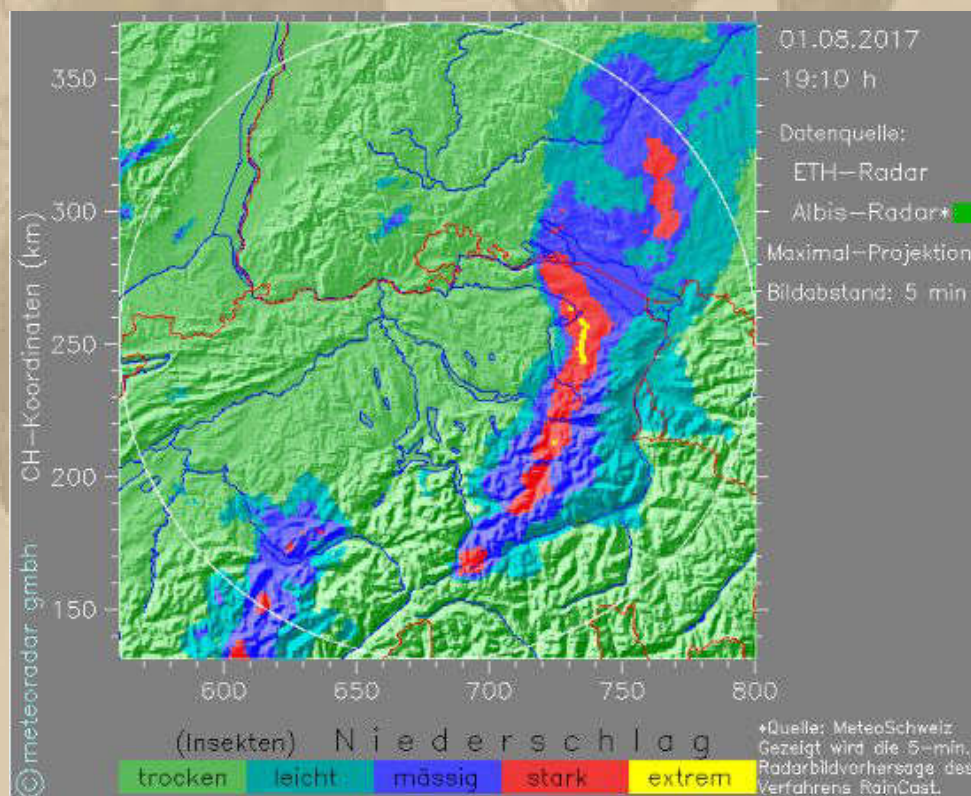 01.08.2017
19:10 h
Datenquelle:
ETH-Radar
Albis-Radar*
Maximal-Projektion
Bildabstand: 5 min
CH-Koordinaten (km)
©meteoradar gmbh
350
300
250
200
150
600 650 700 750 800
(Insekten) Niederschlag
trocken leicht mässig stark extrem
*Quelle: MeteoSchweiz
Gezeigt wird die 5-min.
Radarbildvorhersage des
Verfahrens RainCast.